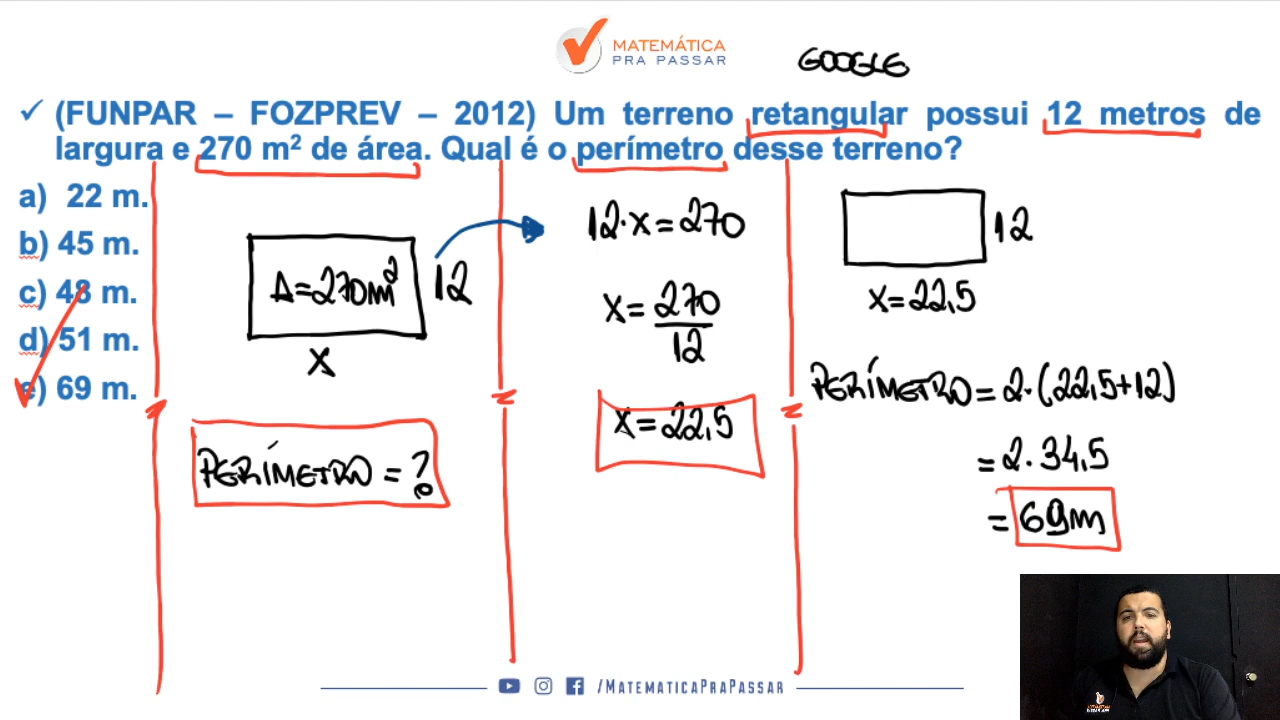 MATEMÁTICA
PRA PASSAR
GOOGLE
✓ (FUNPAR – FOZPREV – 2012) Um terreno retangular possui 12 metros de
largura e 270 m² de área. Qual é o perímetro desse terreno?
a) 22 m.
b) 45 m.
c) 48 m.
d) 51 m.
e) 69 m.
A=270m²
12
x
PERÍMETRO = ?
12·x=270
x=270/12
x=22,5
12
x=22,5
PERÍMETRO = 2·(22,5+12)
= 2·34,5
= 69m
/MATEMATICAPRAPASSAR